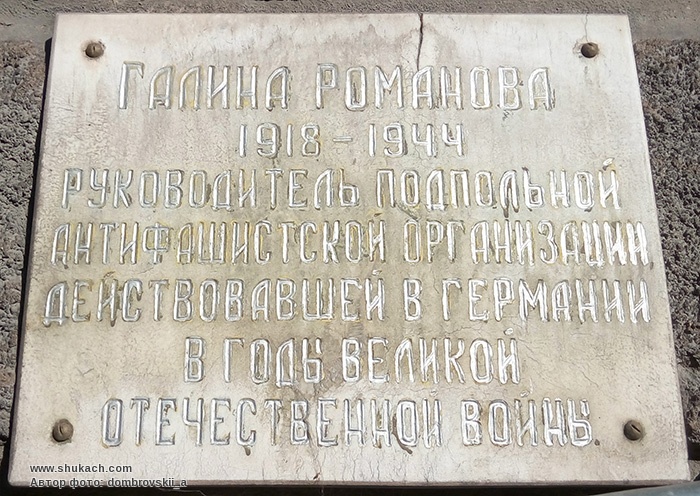 ГАЛИНА РОМАНОВА
1918 - 1944
РУКОВОДИТЕЛЬ ПОДПОЛЬНОЙ
АНТИФАШИСТСКОЙ ОРГАНИЗАЦИИ
ДЕЙСТВОВАВШЕЙ В ГЕРМАНИИ
В ГОДЫ ВЕЛИКОЙ
ОТЕЧЕСТВЕННОЙ ВОЙНЫ
www.shukach.com
Автор фото: dombrovskii_a